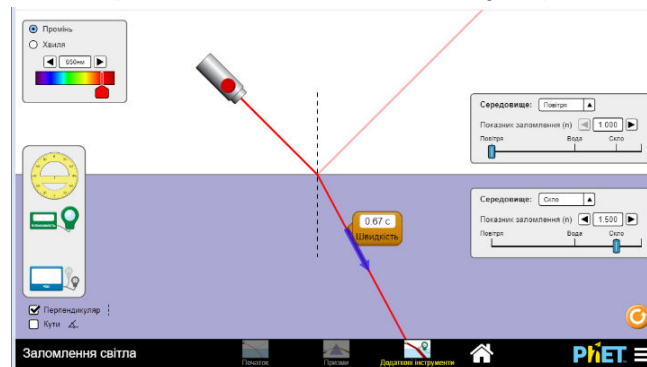 Промінь
Хвиля
650нм
Середовище: Повітря
Показник заломлення (n) 1.000
Повітря Вода Скло
Середовище: Скло
Показник заломлення (n) 1.500
Повітря Вода Скло
0.67 c
Швидкість
Перпендикуляр
Кути
Заломлення світла
Початок
Призми
Додаткові інструменти
PhET